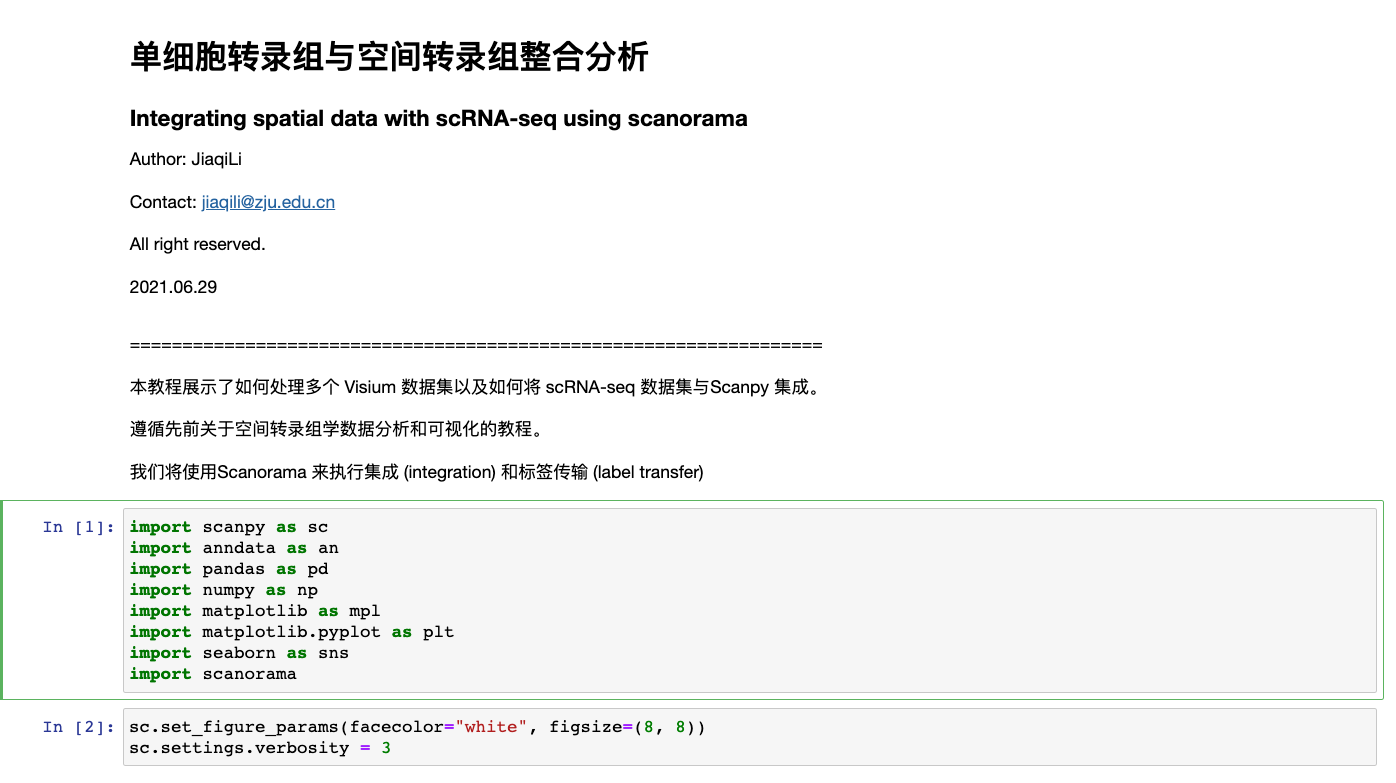 单细胞转录组与空间转录组整合分析
Integrating spatial data with scRNA-seq using scanorama
Author: JiaqiLi
Contact: jiaqili@zju.edu.cn
All right reserved.
2021.06.29
==================================================================
本教程展示了如何处理多个 Visium 数据集以及如何将 scRNA-seq 数据集与Scanpy 集成。
遵循先前关于空间转录组学数据分析和可视化的教程。
我们将使用Scanorama 来执行集成 (integration) 和标签传输 (label transfer)
In [1]: import scanpy as sc
import anndata as an
import pandas as pd
import numpy as np
import matplotlib as mpl
import matplotlib.pyplot as plt
import seaborn as sns
import scanorama
In [2]: sc.set_figure_params(facecolor="white", figsize=(8, 8))
sc.settings.verbosity = 3